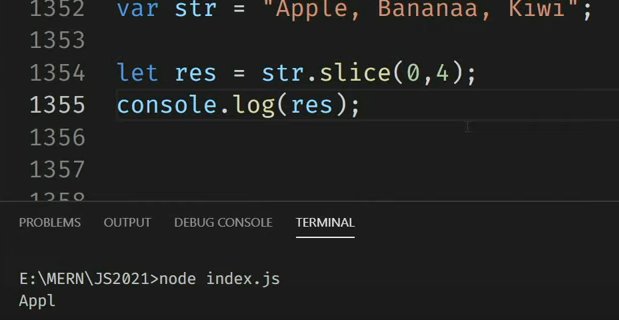 1352 var str = "Apple, Bananaa, Kiwi";
1353
1354 let res = str.slice(0,4);
1355 console.log(res);
1356
1357
1358
PROBLEMS OUTPUT DEBUG CONSOLE TERMINAL
E:\MERN\JS2021>node index.js
Appl